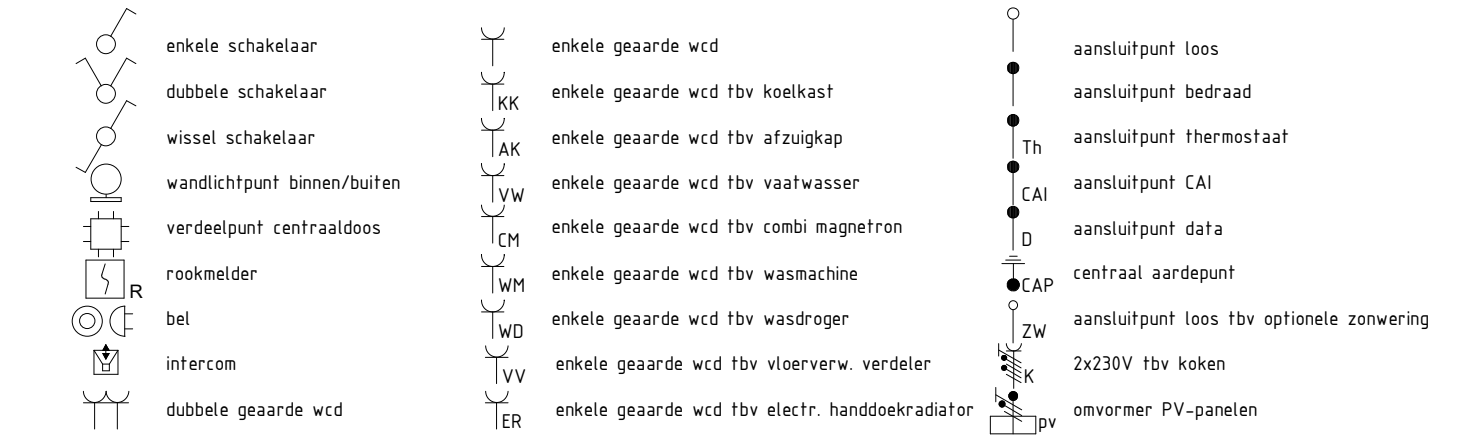 enkele schakelaar
dubbele schakelaar
wissel schakelaar
wandlichtpunt binnen/buiten
verdeelpunt centraaldoos
R rookmelder
bel
intercom
dubbele geaarde wcd
enkele geaarde wcd
KK enkele geaarde wcd tbv koelkast
AK enkele geaarde wcd tbv afzuigkap
VW enkele geaarde wcd tbv vaatwasser
CM enkele geaarde wcd tbv combi magnetron
WM enkele geaarde wcd tbv wasmachine
WD enkele geaarde wcd tbv wasdroger
VV enkele geaarde wcd tbv vloerverw. verdeler
ER enkele geaarde wcd tbv electr. handdoekradiator
aansluitpunt loos
aansluitpunt bedraad
Th aansluitpunt thermostaat
CAI aansluitpunt CAI
D aansluitpunt data
CAP centraal aardepunt
ZW aansluitpunt loos tbv optionele zonwering
K 2x230V tbv koken
pv omvormer PV-panelen